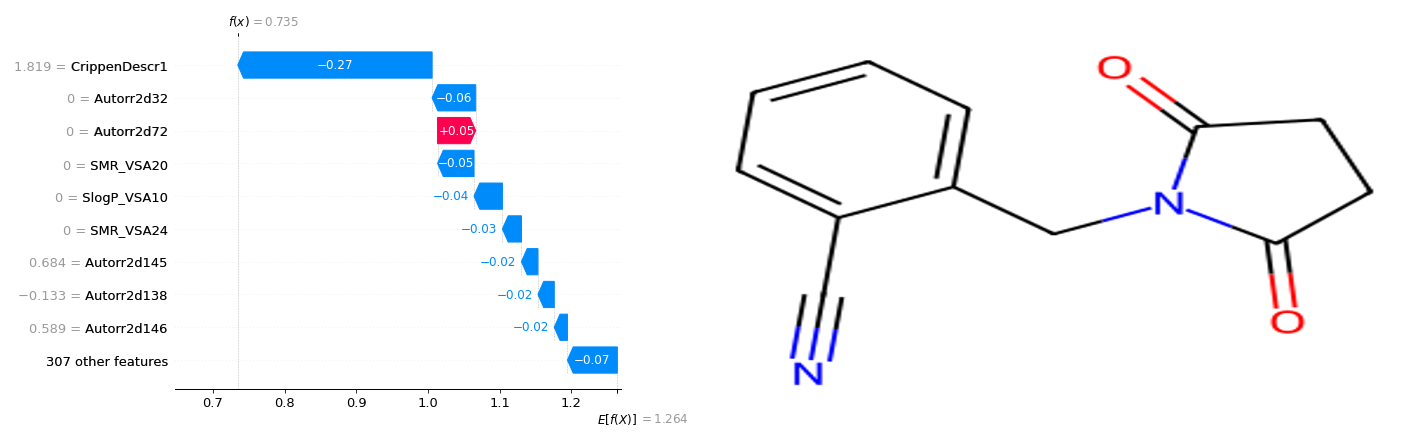 f(x) = 0.735
1.819 = CrippenDescr1
−0.27
0 = Autorr2d32
−0.06
0 = Autorr2d72
+0.05
0 = SMR_VSA20
−0.05
0 = SlogP_VSA10
−0.04
0 = SMR_VSA24
−0.03
0.684 = Autorr2d145
−0.02
−0.133 = Autorr2d138
−0.02
0.589 = Autorr2d146
−0.02
307 other features
−0.07
0.7 0.8 0.9 1.0 1.1 1.2
E[f(X)] = 1.264
O
N
O
N